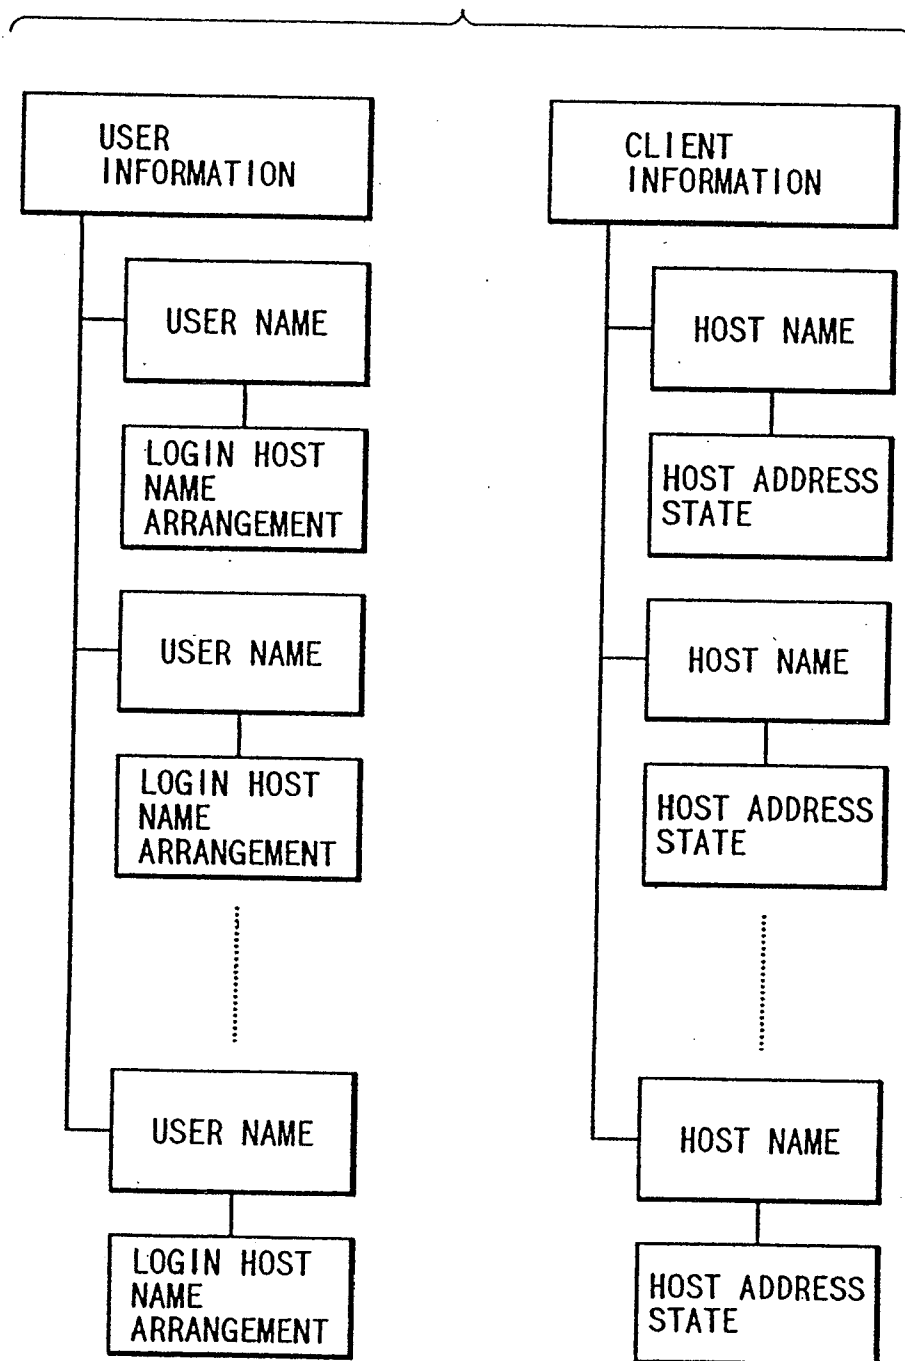 USER
INFORMATION
USER NAME
LOGIN HOST
NAME
ARRANGEMENT
USER NAME
LOGIN HOST
NAME
ARRANGEMENT
USER NAME
LOGIN HOST
NAME
ARRANGEMENT
CLIENT
INFORMATION
HOST NAME
HOST ADDRESS
STATE
HOST NAME
HOST ADDRESS
STATE
HOST NAME
HOST ADDRESS
STATE